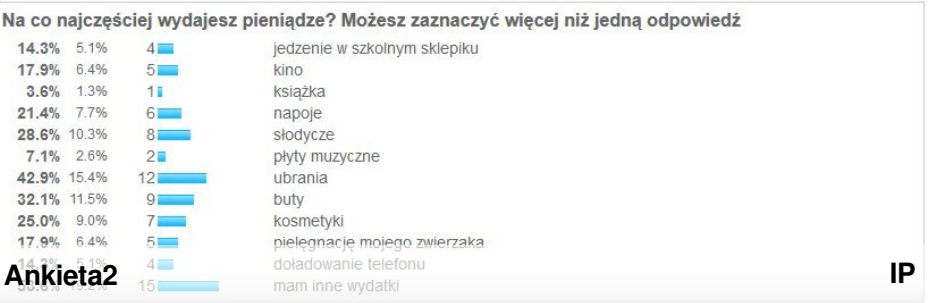 Na co najczęściej wydajesz pieniądze? Możesz zaznaczyć więcej niż jedną odpowiedź
14.3% 5.1% 4 jedzenie w szkolnym sklepiku
17.9% 6.4% 5 kino
3.6% 1.3% 1 książka
21.4% 7.7% 6 napoje
28.6% 10.3% 8 słodycze
7.1% 2.6% 2 płyty muzyczne
42.9% 15.4% 12 ubrania
32.1% 11.5% 9 buty
25.0% 9.0% 7 kosmetyki
17.9% 6.4% 5 pielęgnację mojego zwierzaka
14.3% 5.1% 4 doładowanie telefonu
15 mam inne wydatki
Ankieta2
IP